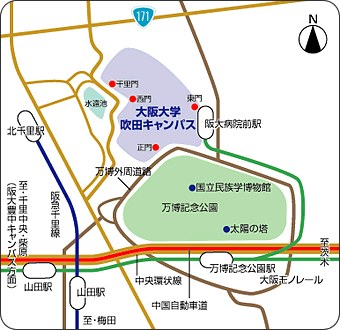 171
N
千里門
西門
東門
水遠池
大阪大学
吹田キャンパス
阪大病院前駅
北千里駅
正門
万博外周道路
国立民族学博物館
万博記念公園
太陽の塔
至・千里中央・柴原
(阪大豊中キャンパス方面)
阪急千里線
至・茨木
山田駅
中央環状線
万博記念公園駅
大阪モノレール
山田駅
中国自動車道
至・梅田